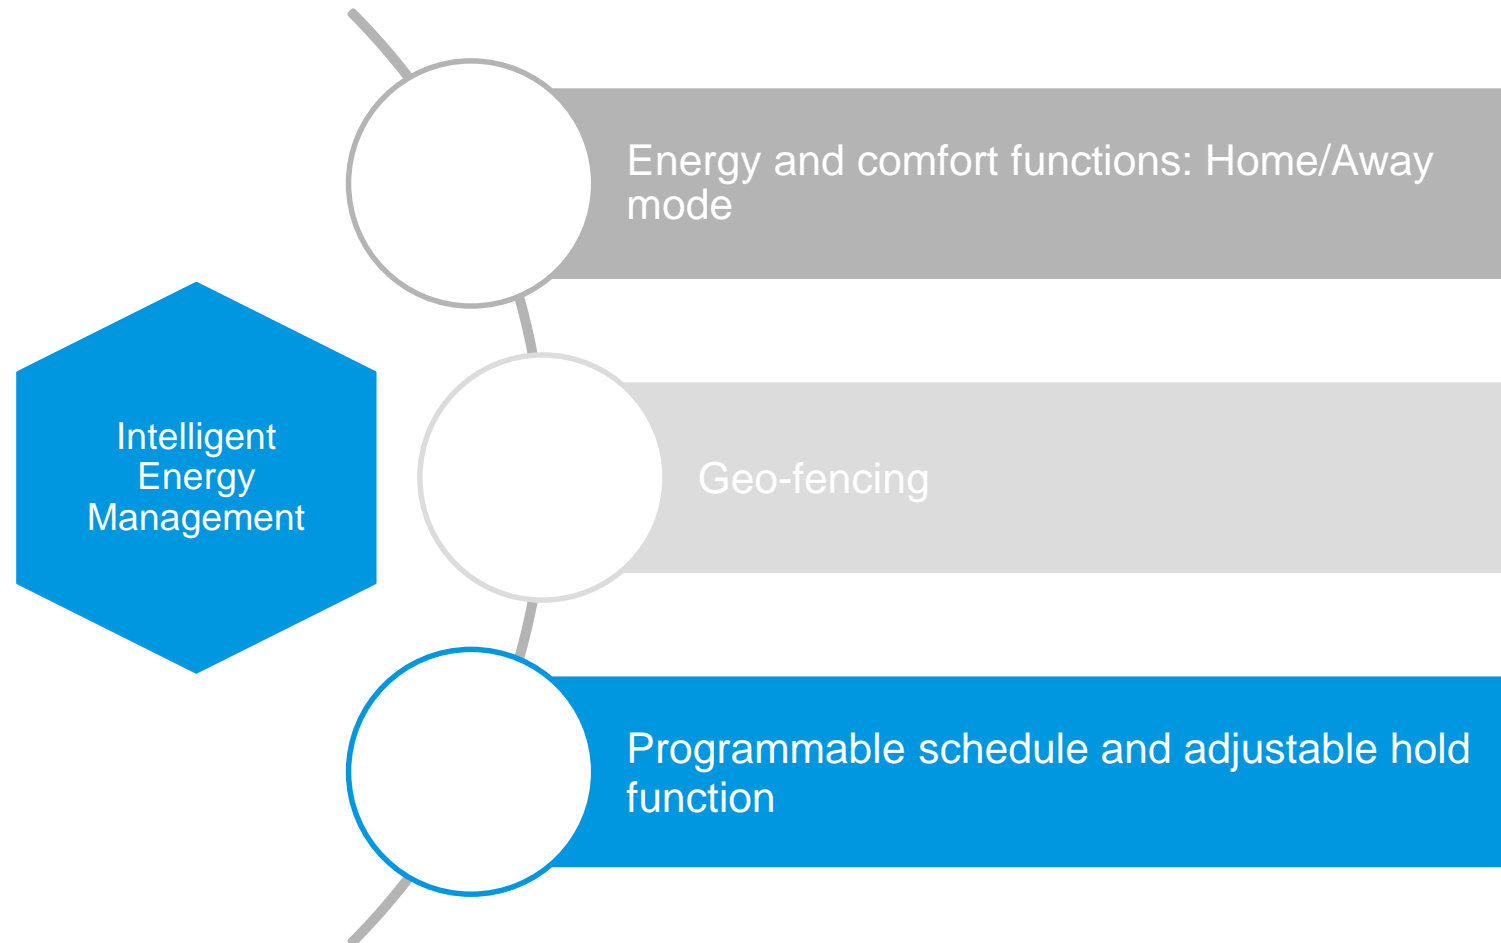 Energy and comfort functions: Home/Away
mode
Intelligent
Energy
Management
Geo-fencing
Programmable schedule and adjustable hold
function